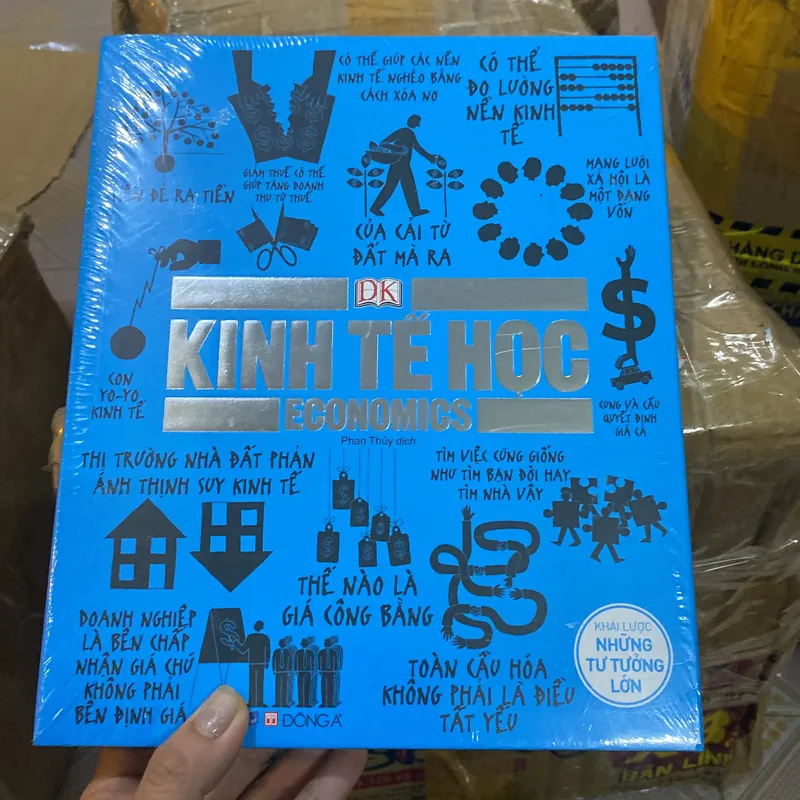 CÓ THỂ GIÚP CÁC NỀN
KINH TẾ NGHÈO BẰNG
CÁCH XÓA NỢ
CÓ THỂ
ĐO LƯỜNG
NỀN KINH
TẾ
ĐẺ RA TIỀN
GIẢM THUẾ CÓ THỂ
GIÚP TĂNG DOANH
THU TỪ THUẾ
CỦA CẢI TỪ
ĐẤT MÀ RA
MẠNG LƯỚI
XÃ HỘI LÀ
MỘT DẠNG
VỐN
DK
KINH TẾ HỌC
ECONOMICS
Phan Thủy dịch
CON
YO-YO
KINH TẾ
CUNG VÀ CẦU
QUYẾT ĐỊNH
GIÁ CẢ
THỊ TRƯỜNG NHÀ ĐẤT PHẢN
ÁNH THỊNH SUY KINH TẾ
TÌM VIỆC CŨNG GIỐNG
NHƯ TÌM BẠN ĐỜI HAY
TÌM NHÀ VẬY
THẾ NÀO LÀ
GIÁ CÔNG BẰNG
DOANH NGHIỆP
LÀ BÊN CHẤP
NHẬN GIÁ CHỨ
KHÔNG PHẢI
BÊN ĐỊNH GIÁ
TOÀN CẦU HÓA
KHÔNG PHẢI LÀ ĐIỀU
TẤT YẾU
KHÁI LƯỢC
NHỮNG
TƯ TƯỞNG
LỚN
ĐÔNG A
HÀNG D
BẢN LĨNH